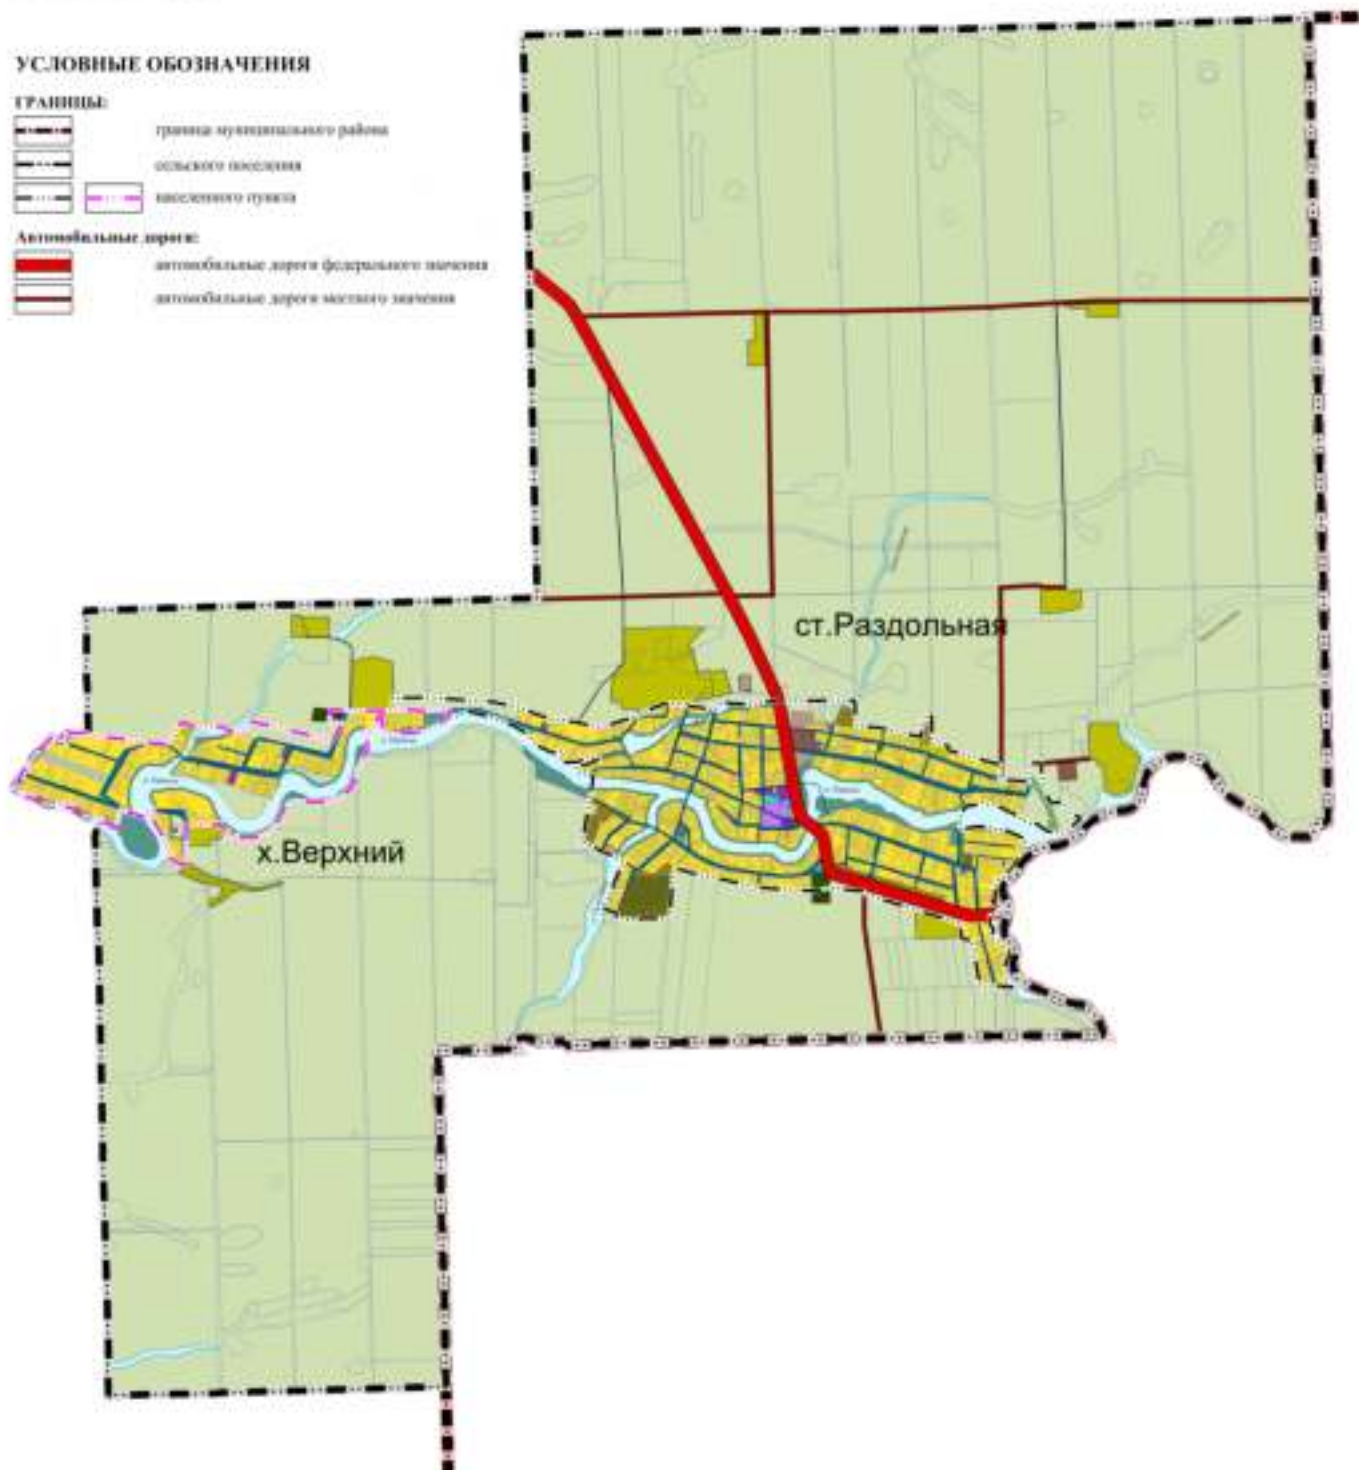 УСЛОВНЫЕ ОБОЗНАЧЕНИЯ
ГРАНИЦЫ:
граница муниципального района
сельского поселения
населенного пункта
Автомобильные дороги:
автомобильные дороги федерального значения
автомобильные дороги местного значения
ст.Раздольная
х.Верхний